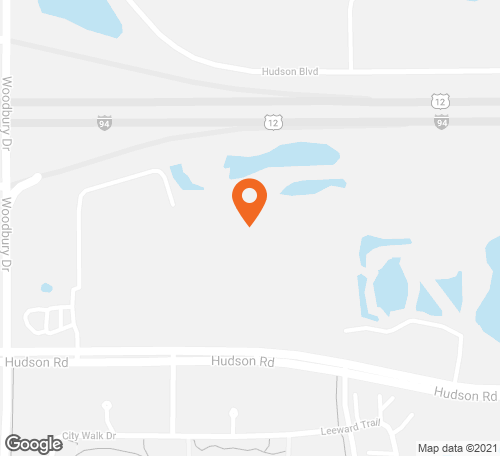 Hudson Blvd
12
94
12
94
Woodbury Dr
Woodbury Dr
Hudson Rd
Hudson Rd
Hudson Rd
City Walk Dr
Leeward Trail
Google
Map data ©2021